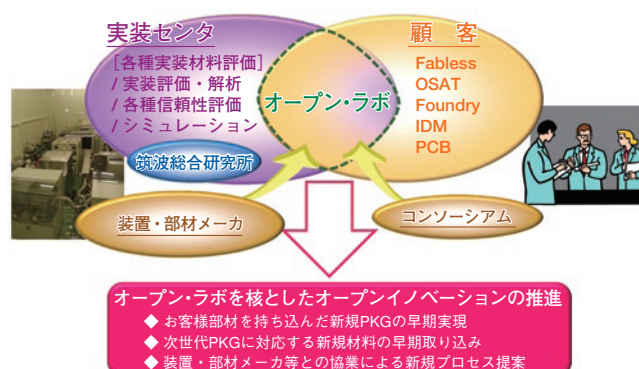 実装センタ
[各種実装材料評価]
/ 実装評価・解析
/ 各種信頼性評価
/ シミュレーション
筑波総合研究所
オープン・ラボ
顧 客
Fabless
OSAT
Foundry
IDM
PCB
装置・部材メーカ
コンソーシアム
オープン・ラボを核としたオープンイノベーションの推進
◆ お客様部材を持ち込んだ新規PKGの早期実現
◆ 次世代PKGに対応する新規材料の早期取り込み
◆ 装置・部材メーカ等との協業による新規プロセス提案